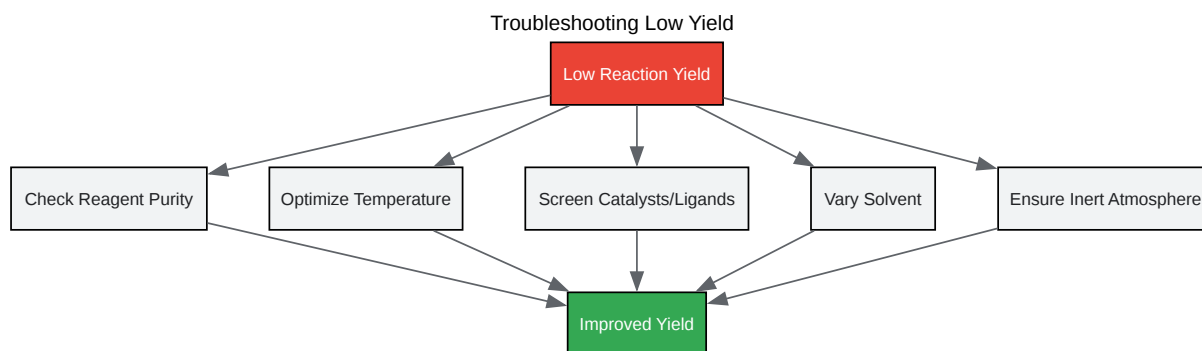 Troubleshooting Low Yield
Low Reaction Yield
Check Reagent Purity
Optimize Temperature
Screen Catalysts/Ligands
Vary Solvent
Ensure Inert Atmosphere
Improved Yield